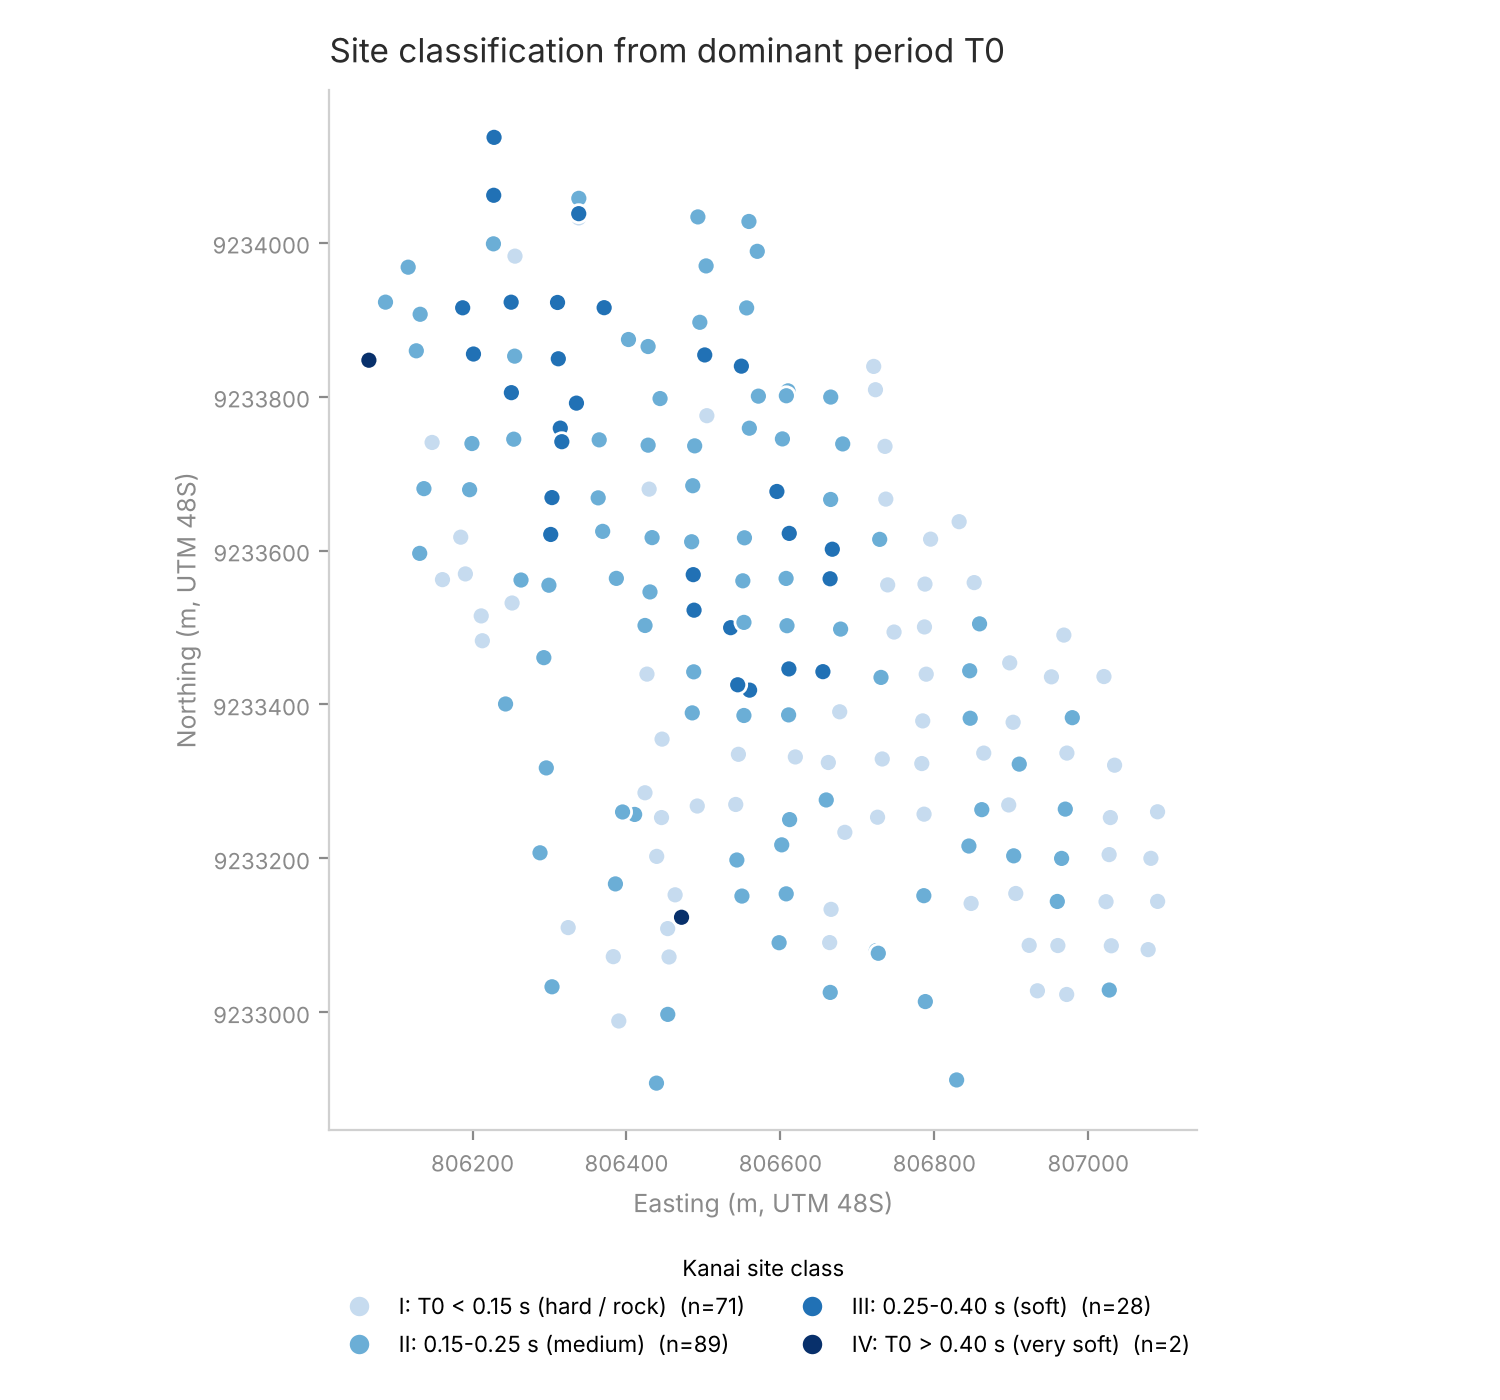 Site classification from dominant period T0
9234000
9233800
9233600
9233400
9233200
9233000
Northing (m, UTM 48S)
806200
806400
806600
806800
807000
Easting (m, UTM 48S)
Kanai site class
I: T0 < 0.15 s (hard / rock) (n=71)
II: 0.15-0.25 s (medium) (n=89)
III: 0.25-0.40 s (soft) (n=28)
IV: T0 > 0.40 s (very soft) (n=2)